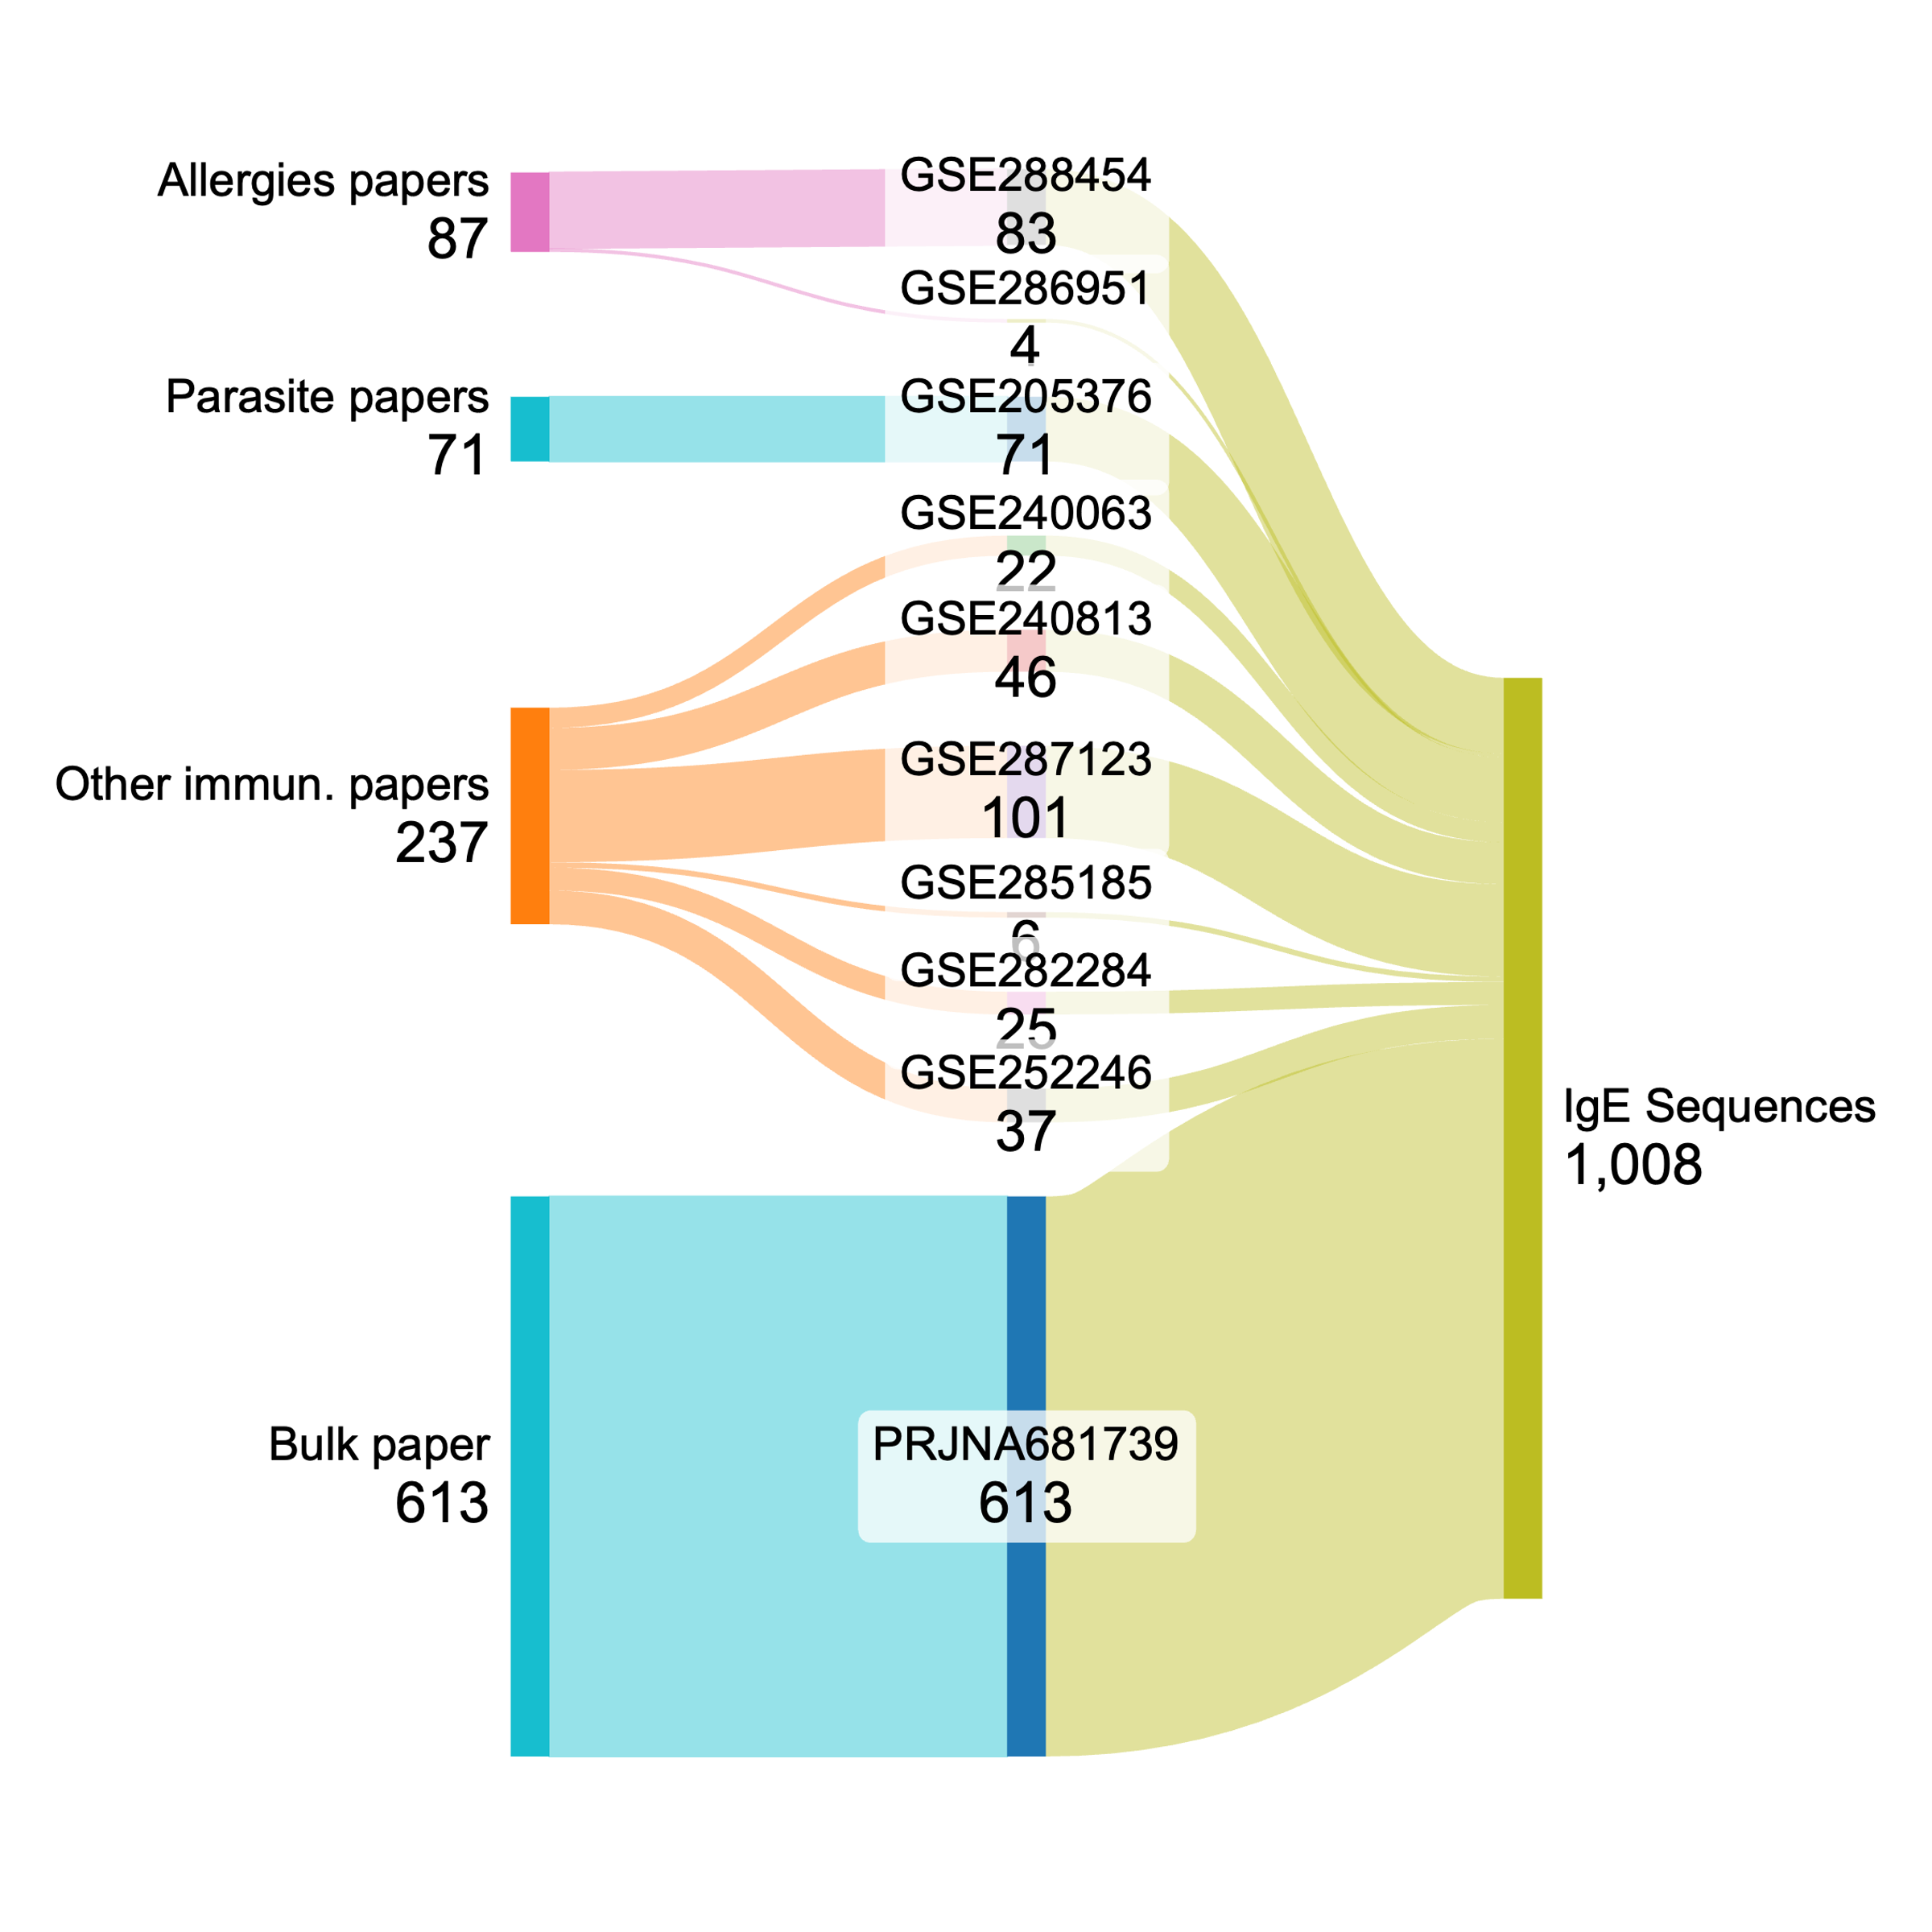 Allergies papers
87
GSE288454
83
GSE286951
4
Parasite papers
71
GSE205376
71
GSE240063
22
GSE240813
46
Other immun. papers
237
GSE287123
101
GSE285185
6
GSE282284
25
GSE252246
37
IgE Sequences
1,008
Bulk paper
613
PRJNA681739
613